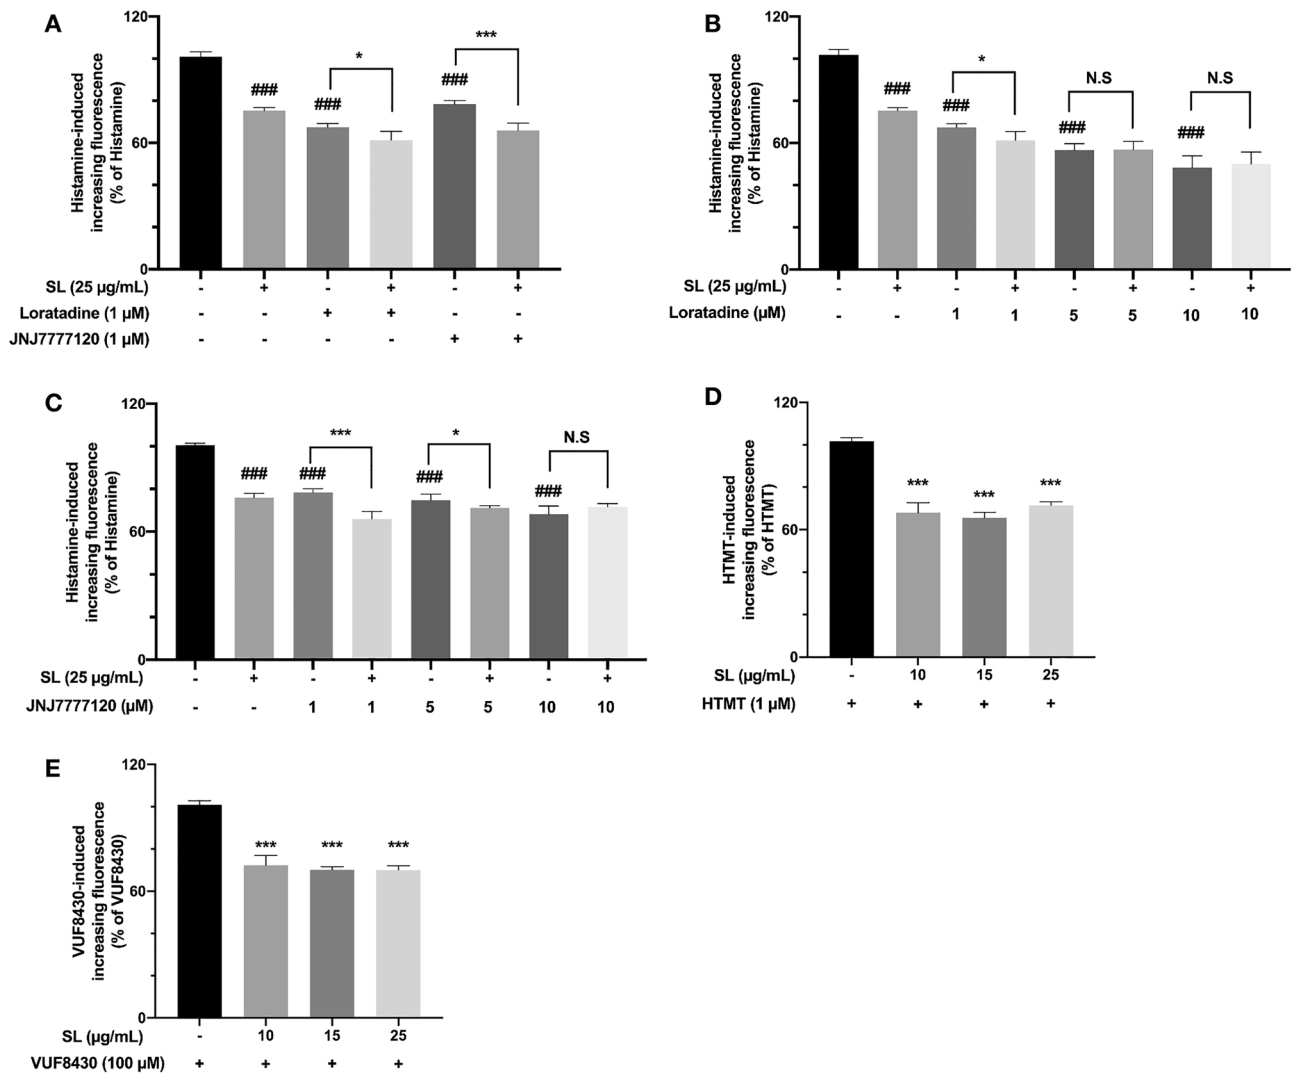 A
Histamine-induced
increasing fluorescence
(% of Histamine)
120
60
0
###
###
*
###
***
SL (25 µg/mL) - + - + - +
Loratadine (1 µM) - - + + - -
JNJ7777120 (1 µM) - - - - + +
B
Histamine-induced
increasing fluorescence
(% of Histamine)
120
60
0
###
###
*
###
N.S
###
N.S
SL (25 µg/mL) - + - + - + - +
Loratadine (µM) - - 1 1 5 5 10 10
C
Histamine-induced
increasing fluorescence
(% of Histamine)
120
60
0
###
###
***
###
*
###
N.S
SL (25 µg/mL) - + - + - + - +
JNJ7777120 (µM) - - 1 1 5 5 10 10
D
HTMT-induced
increasing fluorescence
(% of HTMT)
120
60
0
***
***
***
SL (µg/mL) - 10 15 25
HTMT (1 µM) + + + +
E
VUF8430-induced
increasing fluorescence
(% of VUF8430)
120
60
0
***
***
***
SL (µg/mL) - 10 15 25
VUF8430 (100 µM) + + + +